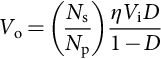 V_o = (N_s / N_p) ηV_iD / 1 − D